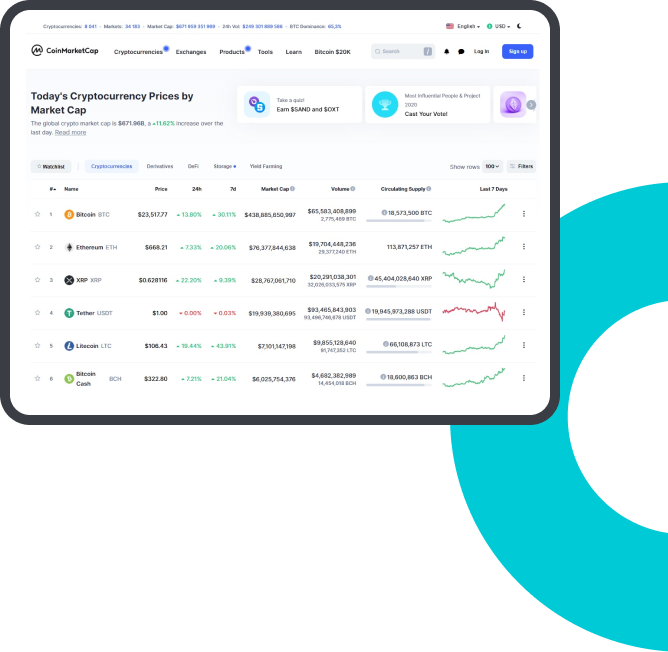 Cryptocurrencies: 8 041 • Markets: 34 183 • Market Cap: $671 959 331 969 • 24h Vol: $249 301 889 566 • BTC Dominance: 65,2% English USD
CoinMarketCap Cryptocurrencies Exchanges Products Tools Learn Bitcoin $20K Search / Log In Sign up
Today's Cryptocurrency Prices by
Market Cap
The global crypto market cap is $671.96B, a +11.62% increase over the
last day. Read more
Take a quiz!
Earn $SAND and $OXT
Most Influential People & Project
2020
Cast Your Vote!
Watchlist Cryptocurrencies Derivatives DeFi Storage Yield Farming Show rows 100 Filters
# Name Price 24h 7d Market Cap Volume Circulating Supply Last 7 Days
1 Bitcoin BTC $23,517.77 13.80% 30.11% $438,885,650,997 $65,583,408,899 18,573,500 BTC
2,775,469 BTC
2 Ethereum ETH $668.21 7.33% 20.06% $76,377,844,638 $19,704,448,236 113,871,257 ETH
29,377,240 ETH
3 XRP XRP $0.628116 22.20% 9.39% $28,767,061,710 $20,291,038,301 45,404,028,640 XRP
32,026,033,575 XRP
4 Tether USDT $1.00 0.00% 0.03% $19,939,380,695 $93,465,843,903 19,945,973,288 USDT
93,496,746,678 USDT
5 Litecoin LTC $106.43 19.44% 43.91% $7,101,147,198 $9,855,128,640 66,108,873 LTC
91,747,352 LTC
6 Bitcoin Cash BCH $322.80 7.21% 21.04% $6,025,754,376 $4,682,382,989 18,600,863 BCH
14,454,018 BCH